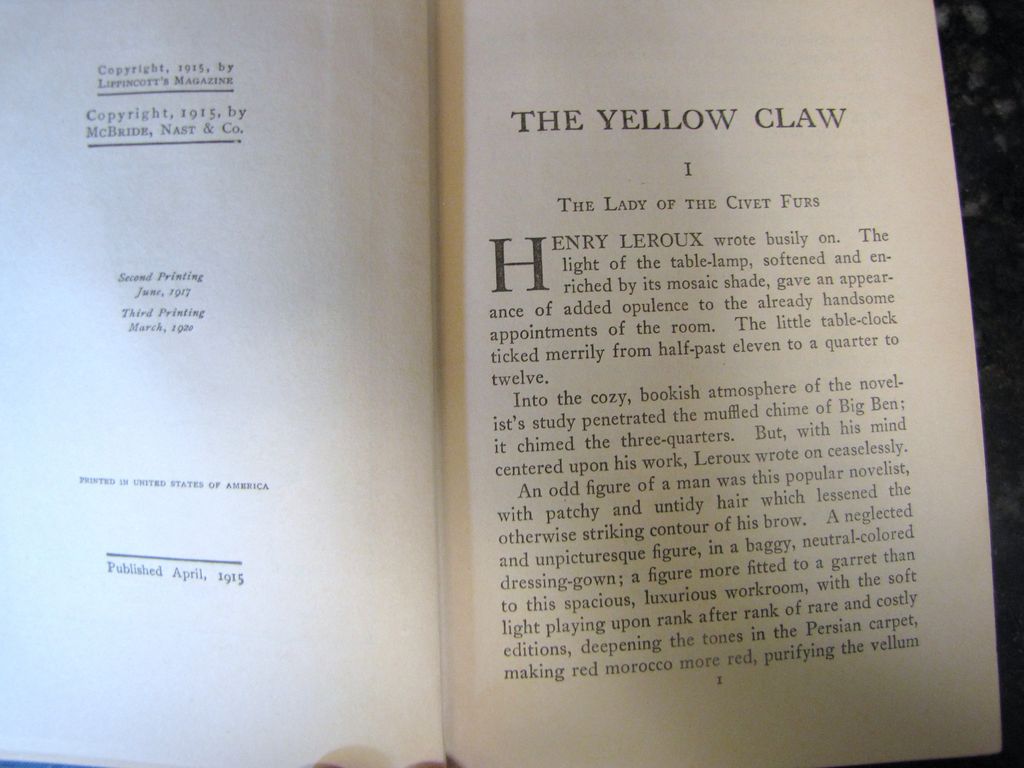 Copyright, 1915, by
LIPPINCOTT'S MAGAZINE
Copyright, 1915, by
MCBRIDE, NAST & CO.
Second Printing
June, 1917
Third Printing
March, 1920
PRINTED IN UNITED STATES OF AMERICA
Published April, 1915
THE YELLOW CLAW
I
THE LADY OF THE CIVET FURS
HENRY LEROUX wrote busily on. The
light of the table-lamp, softened and en-
riched by its mosaic shade, gave an appear-
ance of added opulence to the already handsome
appointments of the room. The little table-clock
ticked merrily from half-past eleven to a quarter to
twelve.
Into the cozy, bookish atmosphere of the novel-
ist's study penetrated the muffled chime of Big Ben;
it chimed the three-quarters. But, with his mind
centered upon his work, Leroux wrote on ceaselessly.
An odd figure of a man was this popular novelist,
with patchy and untidy hair which lessened the
otherwise striking contour of his brow. A neglected
and unpicturesque figure, in a baggy, neutral-colored
dressing-gown; a figure more fitted to a garret than
to this spacious, luxurious workroom, with the soft
light playing upon rank after rank of rare and costly
editions, deepening the tones in the Persian carpet,
making red morocco more red, purifying the vellum
1